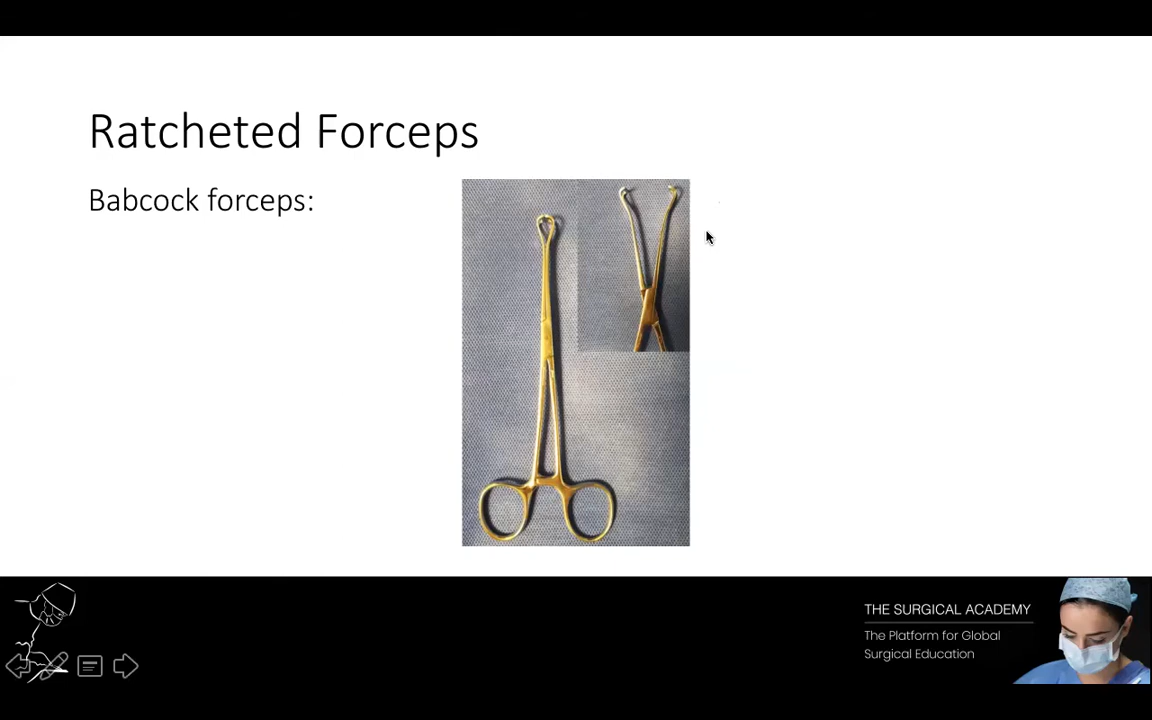 Ratcheted Forceps
Babcock forceps:
THE SURGICAL ACADEMY
The Platform for Global
Surgical Education